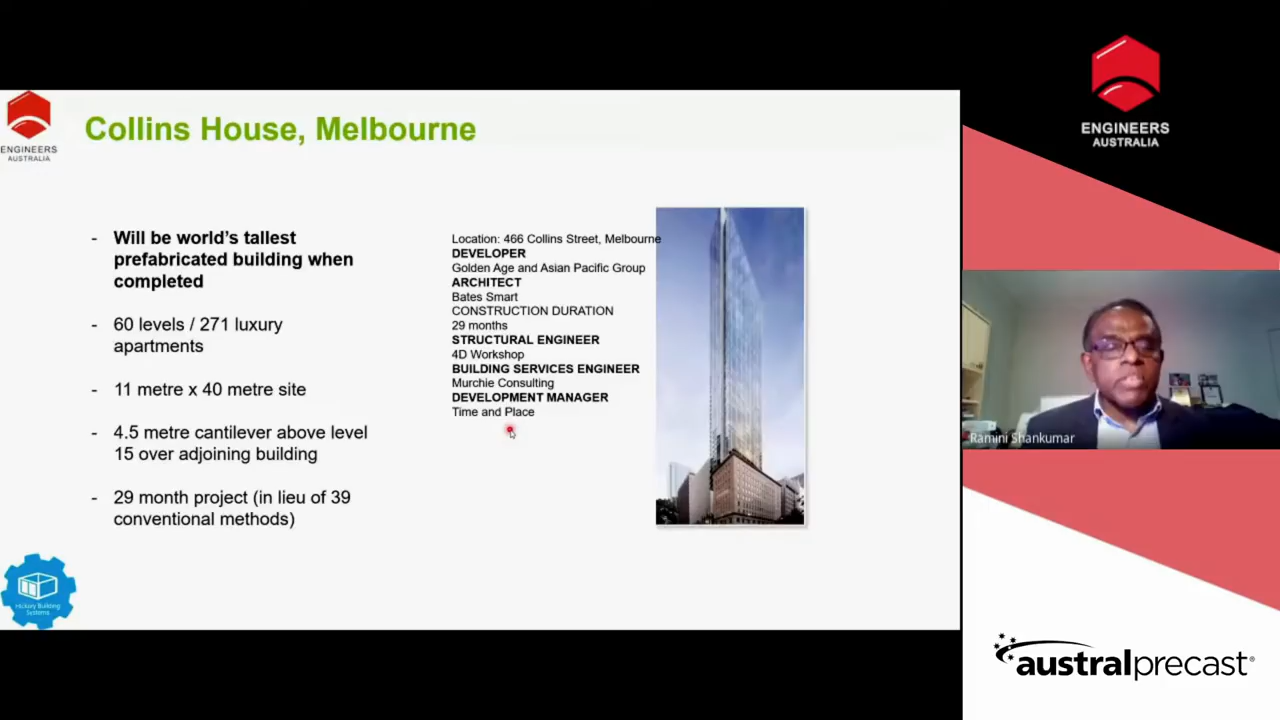 ENGINEERS
AUSTRALIA
Collins House, Melbourne
- Will be world's tallest
prefabricated building when
completed
- 60 levels / 271 luxury
apartments
- 11 metre x 40 metre site
- 4.5 metre cantilever above level
15 over adjoining building
- 29 month project (in lieu of 39
conventional methods)
Location: 466 Collins Street, Melbourne
DEVELOPER
Golden Age and Asian Pacific Group
ARCHITECT
Bates Smart
CONSTRUCTION DURATION
29 months
STRUCTURAL ENGINEER
4D Workshop
BUILDING SERVICES ENGINEER
Murchie Consulting
DEVELOPMENT MANAGER
Time and Place
Hickory Building
Systems
ENGINEERS
AUSTRALIA
Ramini Shankumar
australprecast®